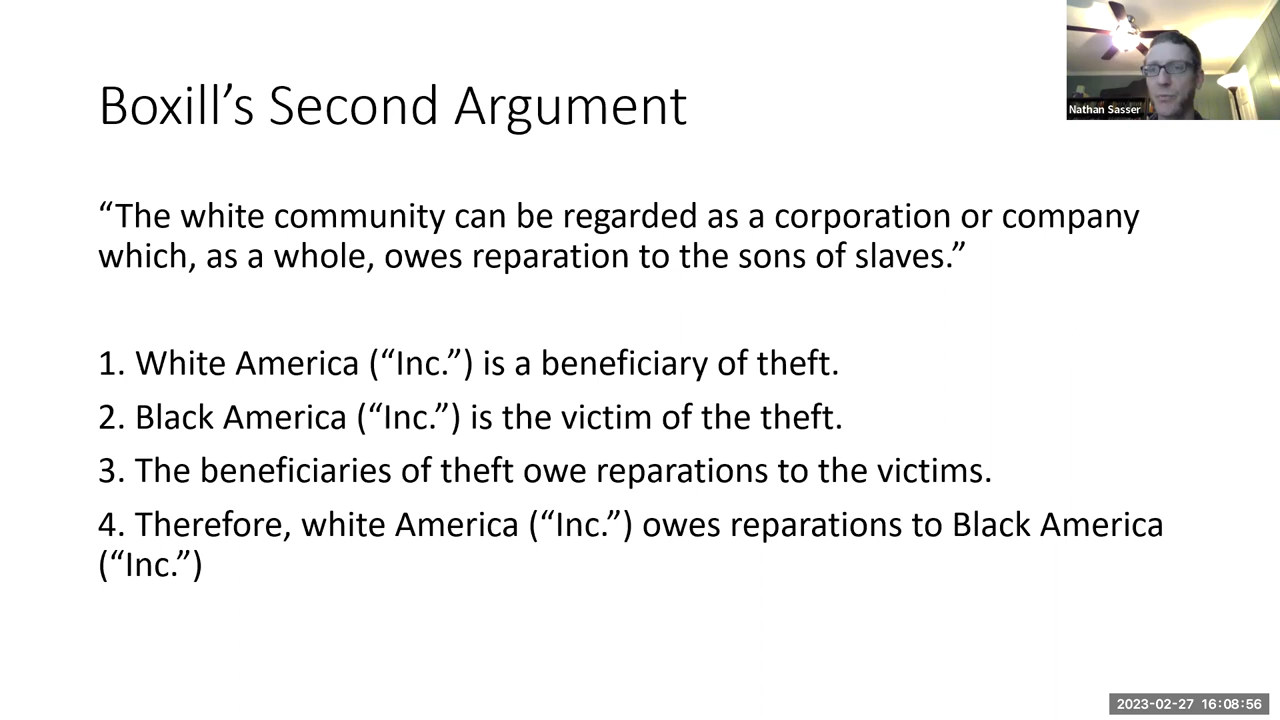 Boxill’s Second Argument
Nathan Sasser
“The white community can be regarded as a corporation or company
which, as a whole, owes reparation to the sons of slaves.”
1. White America (“Inc.”) is a beneficiary of theft.
2. Black America (“Inc.”) is the victim of the theft.
3. The beneficiaries of theft owe reparations to the victims.
4. Therefore, white America (“Inc.”) owes reparations to Black America
(“Inc.”)
2023-02-27 16:08:56